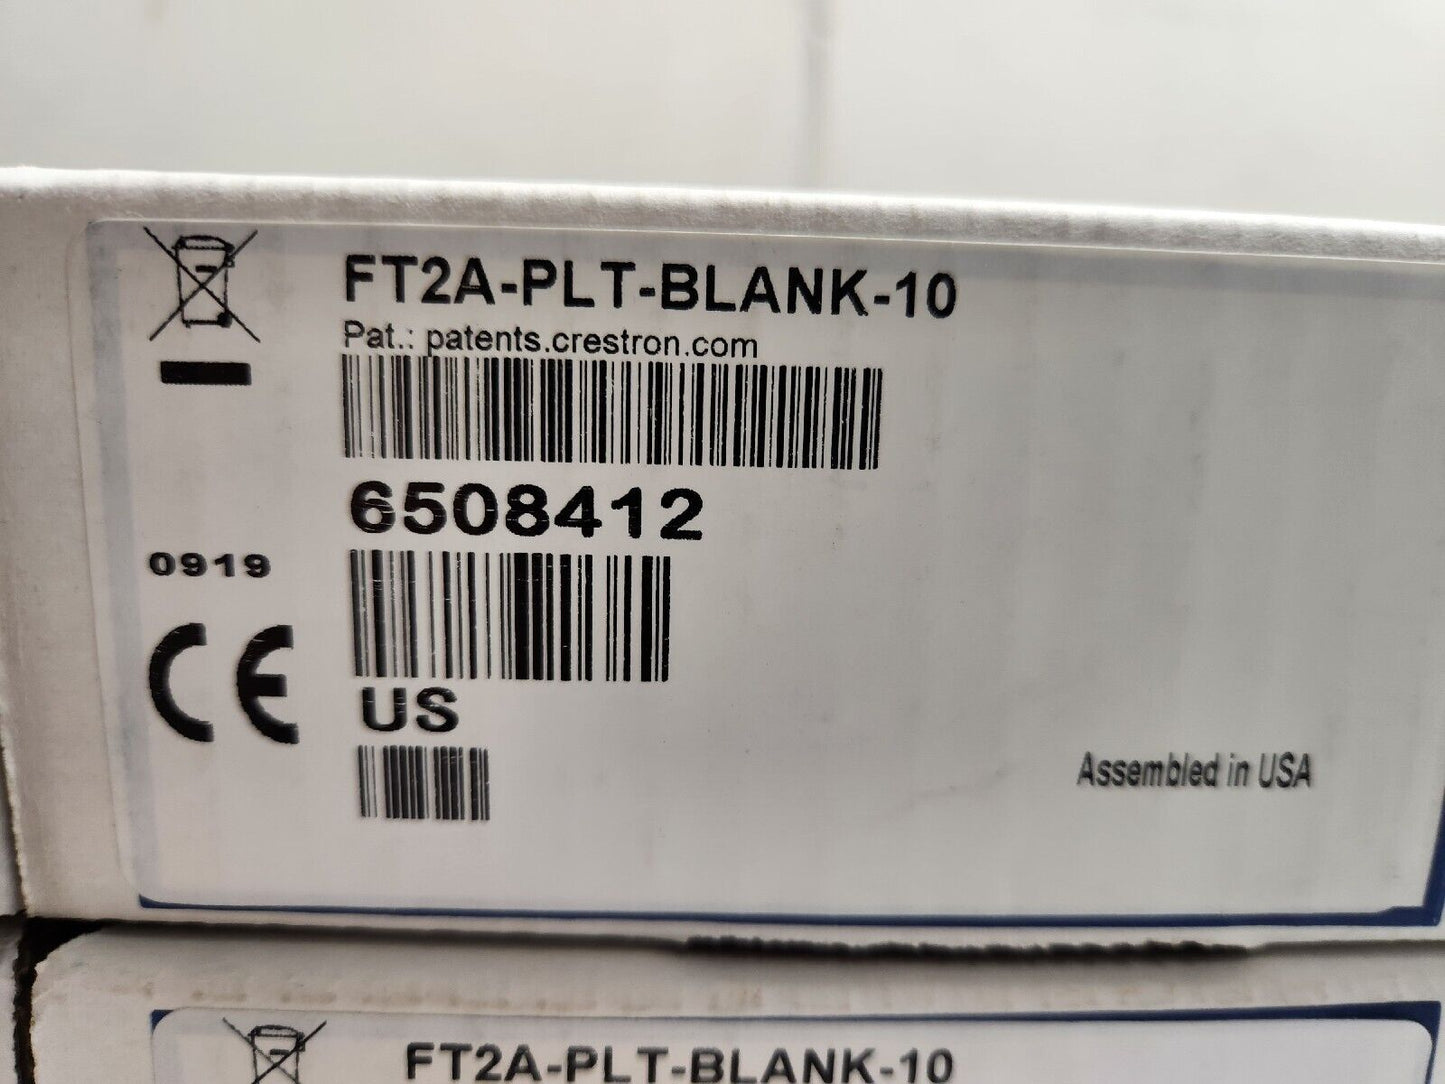 FT2A-PLT-BLANK-10
Pat.: patents.crestron.com
6508412
0919
CE
US
Assembled in USA
FT2A-PLT-BLANK-10